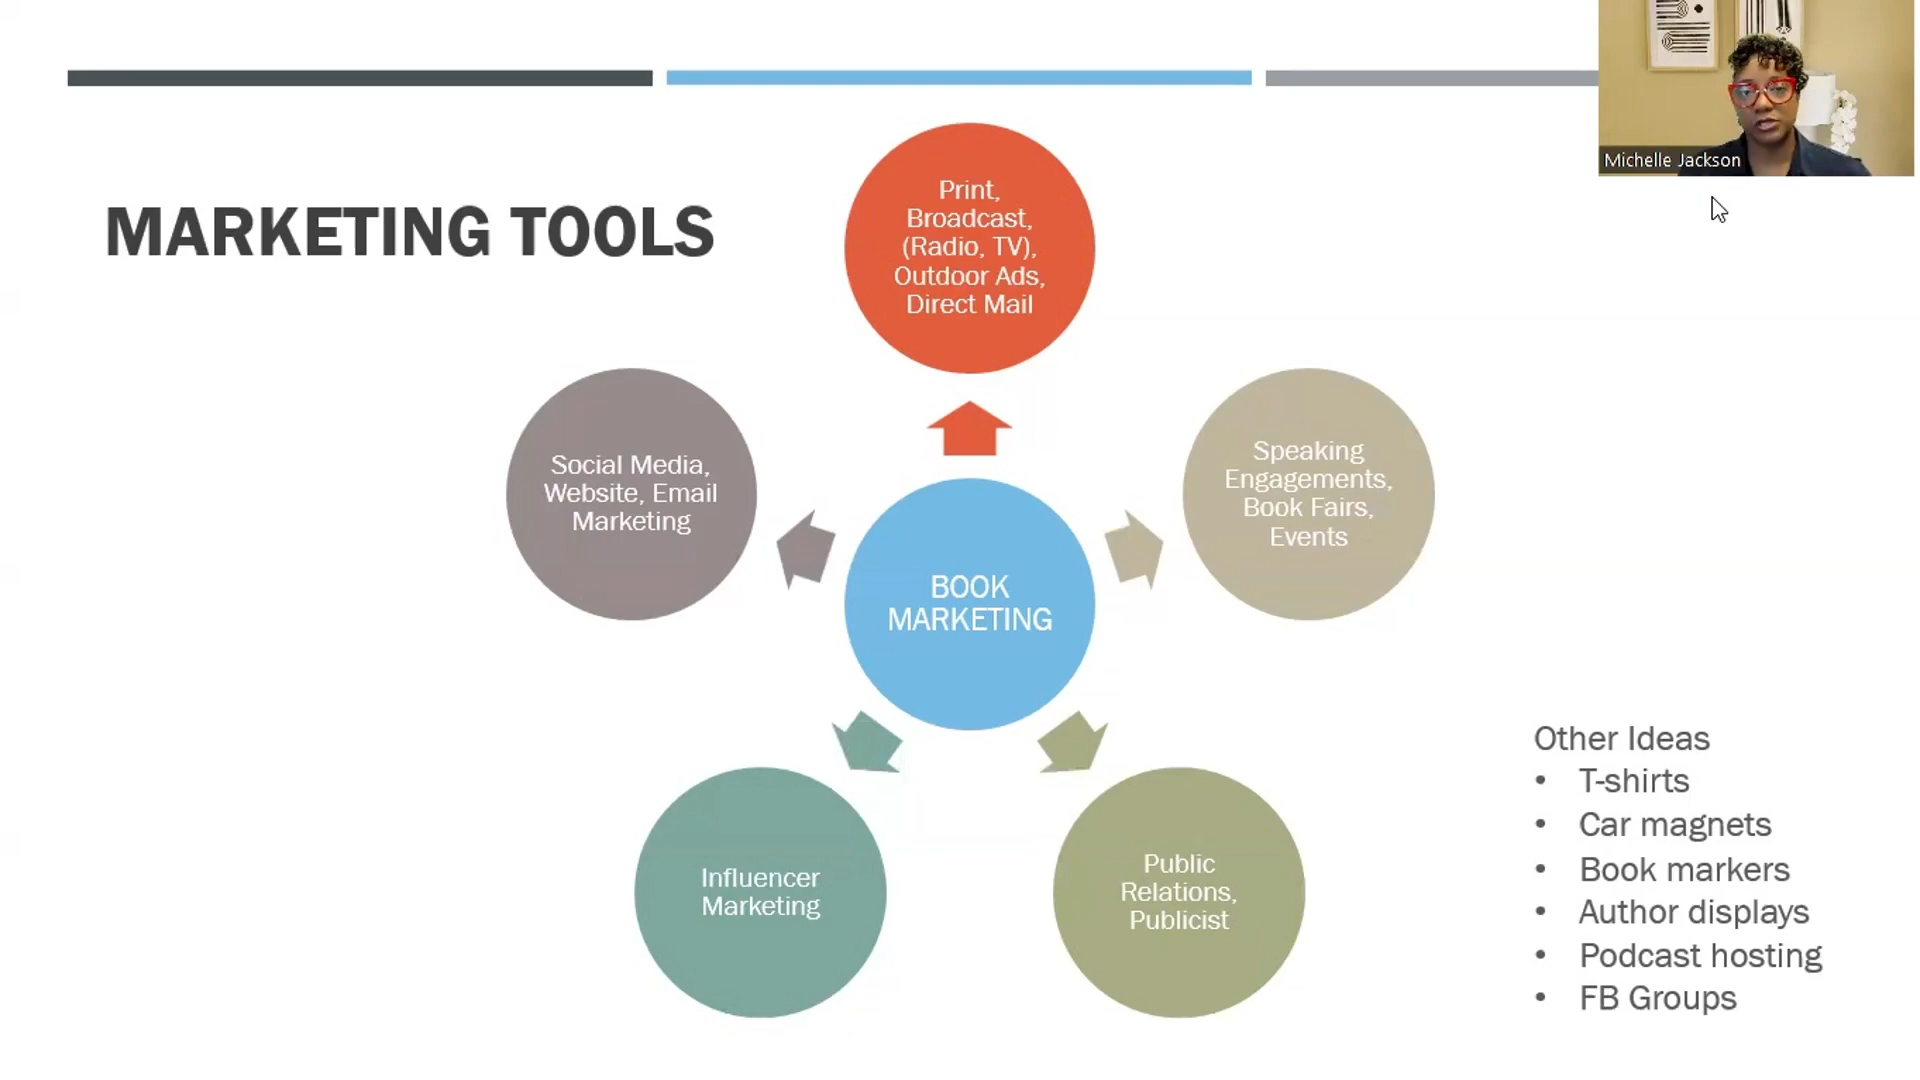 Michelle Jackson
MARKETING TOOLS
Print,
Broadcast,
(Radio, TV),
Outdoor Ads,
Direct Mail
Social Media,
Website, Email
Marketing
Speaking
Engagements,
Book Fairs,
Events
BOOK
MARKETING
Influencer
Marketing
Public
Relations,
Publicist
Other Ideas
• T-shirts
• Car magnets
• Book markers
• Author displays
• Podcast hosting
• FB Groups